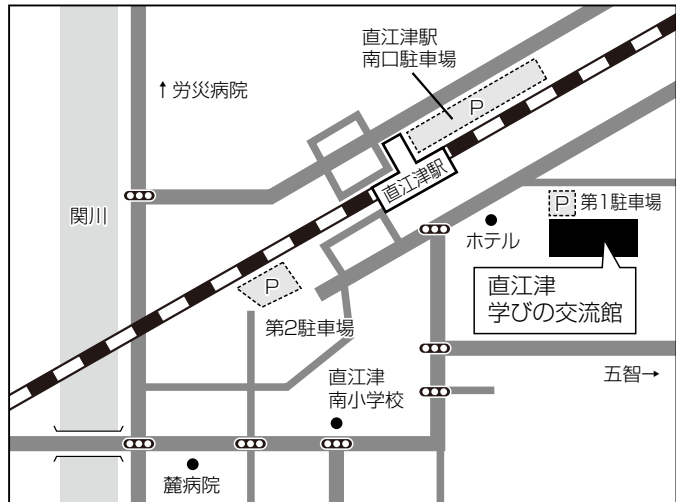 直江津駅
南口駐車場
P
↑労災病院
直江津駅
関川
P 第1駐車場
ホテル
直江津
学びの交流館
P
第2駐車場
直江津
南小学校
五智→
麓病院